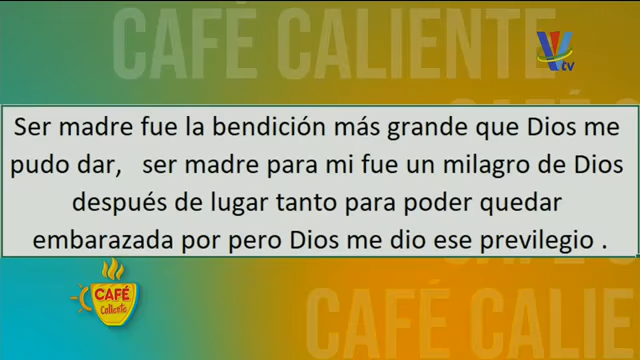 CAFÉ CALIENTE
V tv
CAFÉ C
Ser madre fue la bendición más grande que Dios me
pudo dar, ser madre para mi fue un milagro de Dios
después de lugar tanto para poder quedar
embarazada por pero Dios me dio ese previlegio .
CAFÉ
Caliente
CAFÉ CALIE